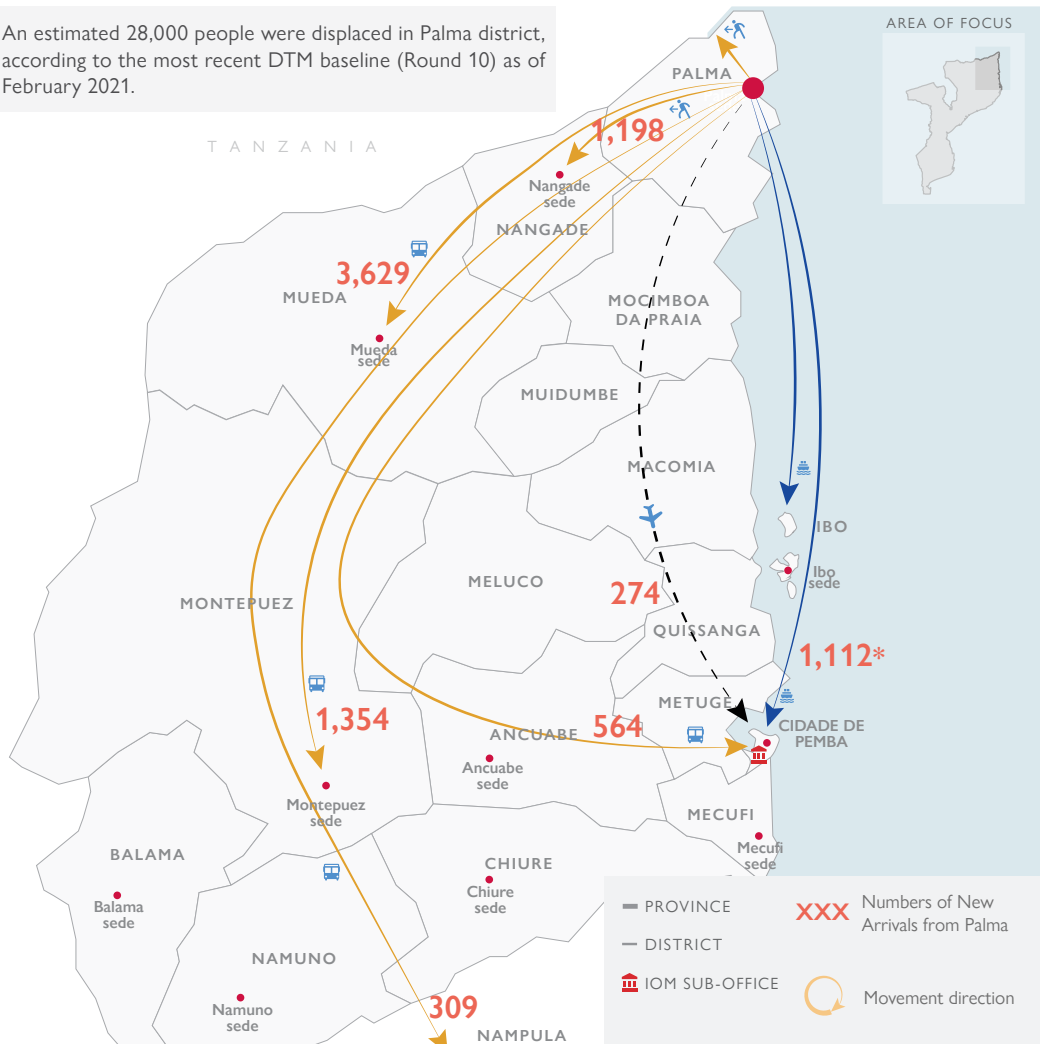 An estimated 28,000 people were displaced in Palma district,
according to the most recent DTM baseline (Round 10) as of
February 2021.
AREA OF FOCUS
TANZANIA
PALMA
1,198
Nangade
sede
NANGADE
3,629
MUEDA
Mueda
sede
MOCIMBOA
DA PRAIA
MUIDUMBE
MACOMIA
IBO
Ibo
sede
MELUCO
274
MONTEPUEZ
QUISSANGA
1,112*
METUGE
1,354
564
ANCUABE
CIDADE DE
PEMBA
Ancuabe
sede
Montepuez
sede
MECUFI
Mecufi
sede
BALAMA
CHIURE
Chiure
sede
Balama
sede
NAMUNO
Namuno
sede
309
NAMPULA
PROVINCE
DISTRICT
IOM SUB-OFFICE
XXX
Numbers of New
Arrivals from Palma
Movement direction